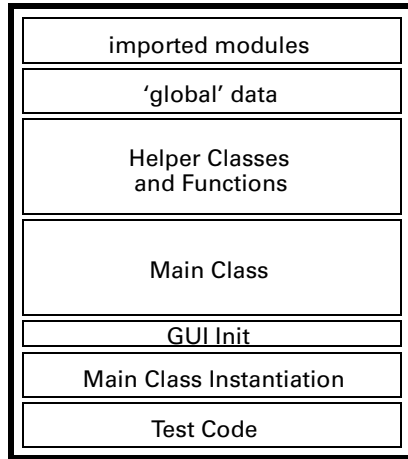 imported modules
‘global’ data
Helper Classes
and Functions
Main Class
GUI Init
Main Class Instantiation
Test Code